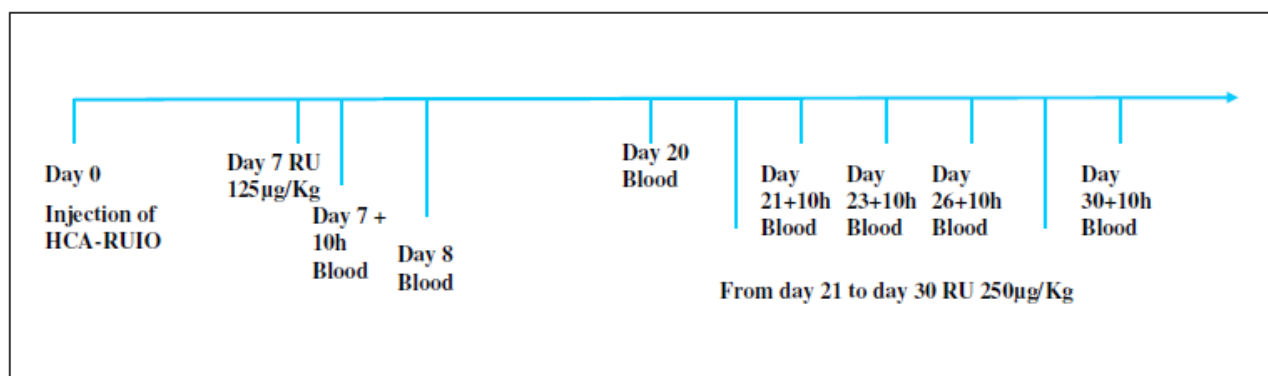 Day 0
Injection of
HCA-RUIO
Day 7 RU
125µg/Kg
Day 7 +
10h
Blood
Day 8
Blood
Day 20
Blood
Day
21+10h
Blood
Day
23+10h
Blood
Day
26+10h
Blood
Day
30+10h
Blood
From day 21 to day 30 RU 250µg/Kg